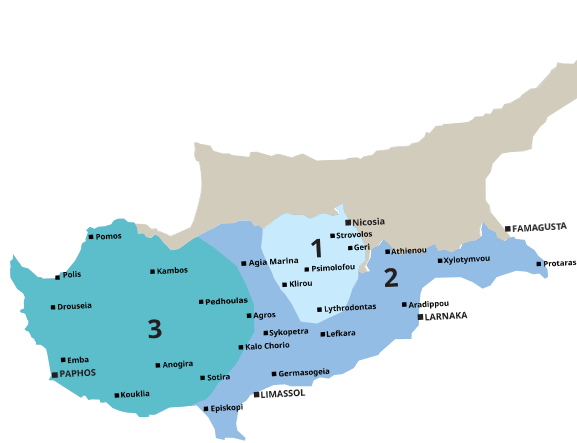 Nicosia
FAMAGUSTA
Pomos
Strovolos
1
Geri
Athienou
Agia Marina
Xylotymvou
Protaras
Polis
Kambos
Psimolofou
2
Klirou
Drouseia
Pedhoulas
Lythrodontas
Aradippou
Agros
LARNAKA
3
Sykopetra
Lefkara
Kalo Chorio
Emba
Anogira
PAPHOS
Sotira
Germasogeia
Kouklia
LIMASSOL
Episkopi